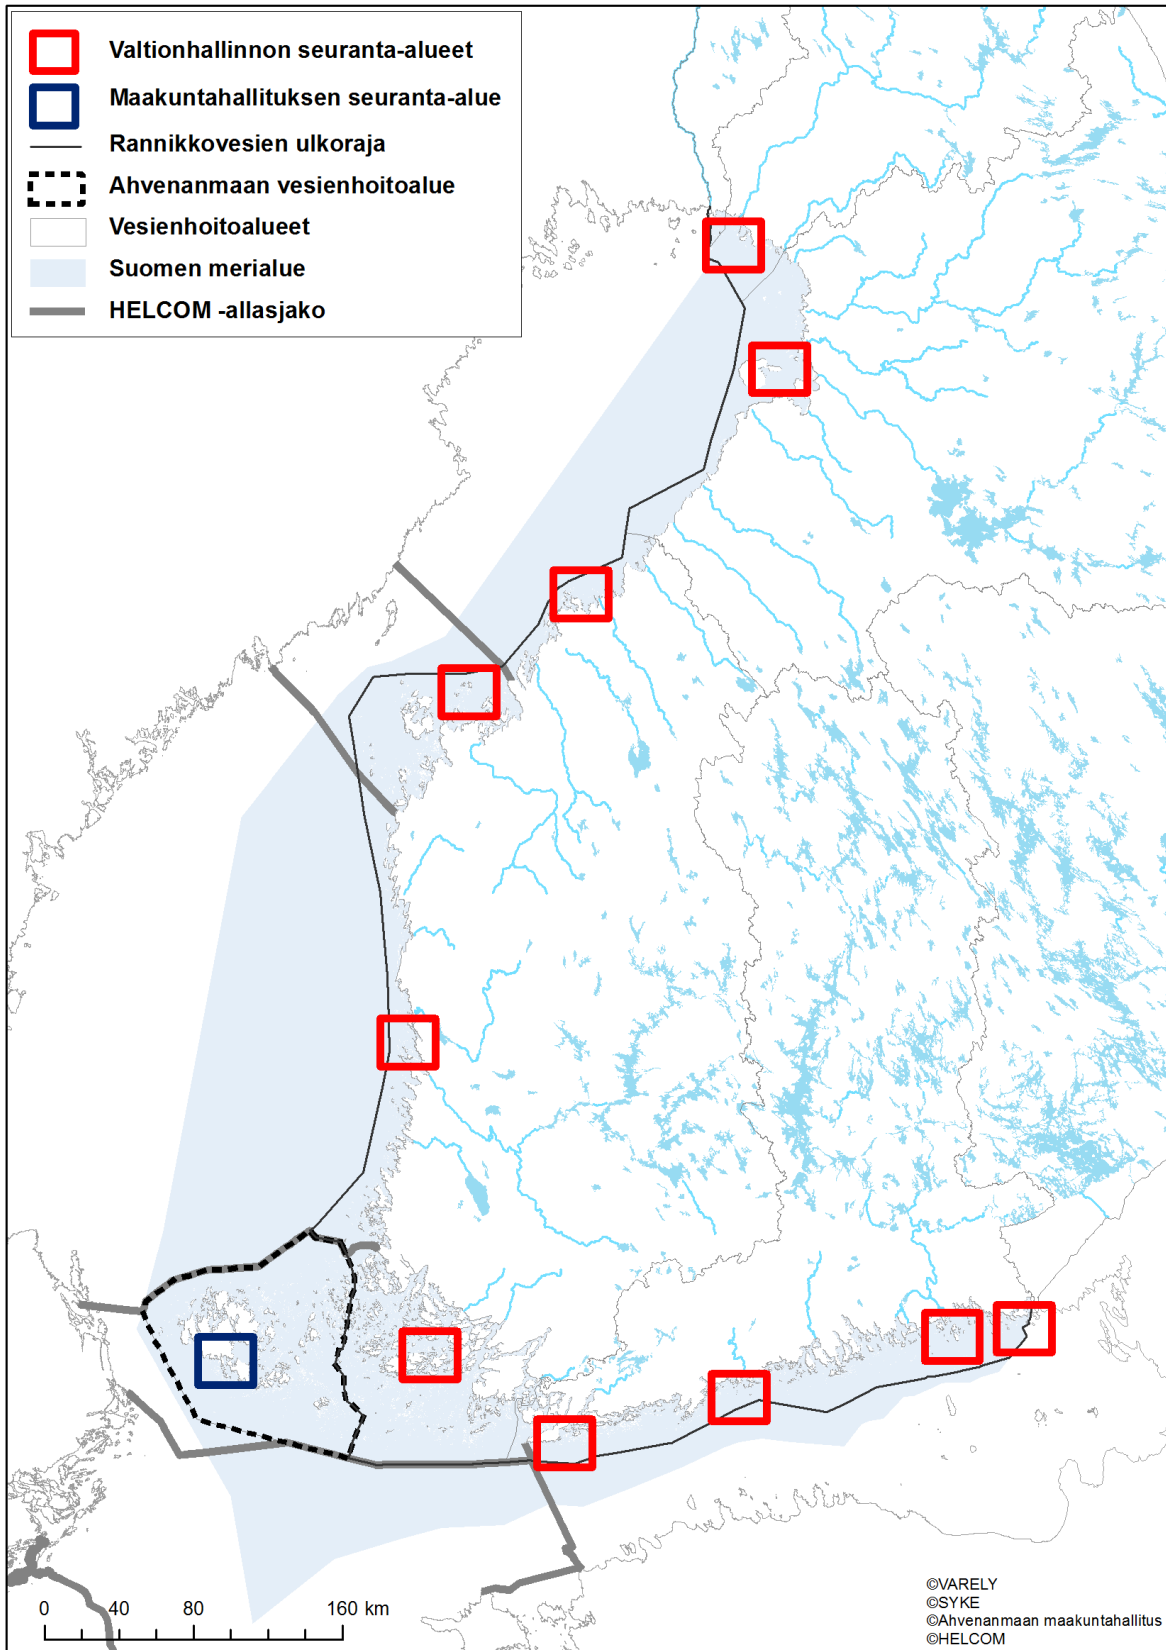 Valtionhallinnon seuranta-alueet
Maakuntahallituksen seuranta-alue
Rannikkovesien ulkoraja
Ahvenanmaan vesienhoitoalue
Vesienhoitoalueet
Suomen merialue
HELCOM -allasjako
0 40 80 160 km
©VARELY
©SYKE
©Ahvenanmaan maakuntahallitus
©HELCOM